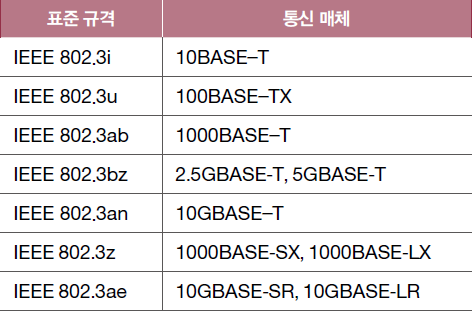 표준 규격 통신 매체
IEEE 802.3i 10BASE–T
IEEE 802.3u 100BASE–TX
IEEE 802.3ab 1000BASE–T
IEEE 802.3bz 2.5GBASE-T, 5GBASE-T
IEEE 802.3an 10GBASE–T
IEEE 802.3z 1000BASE-SX, 1000BASE-LX
IEEE 802.3ae 10GBASE-SR, 10GBASE-LR